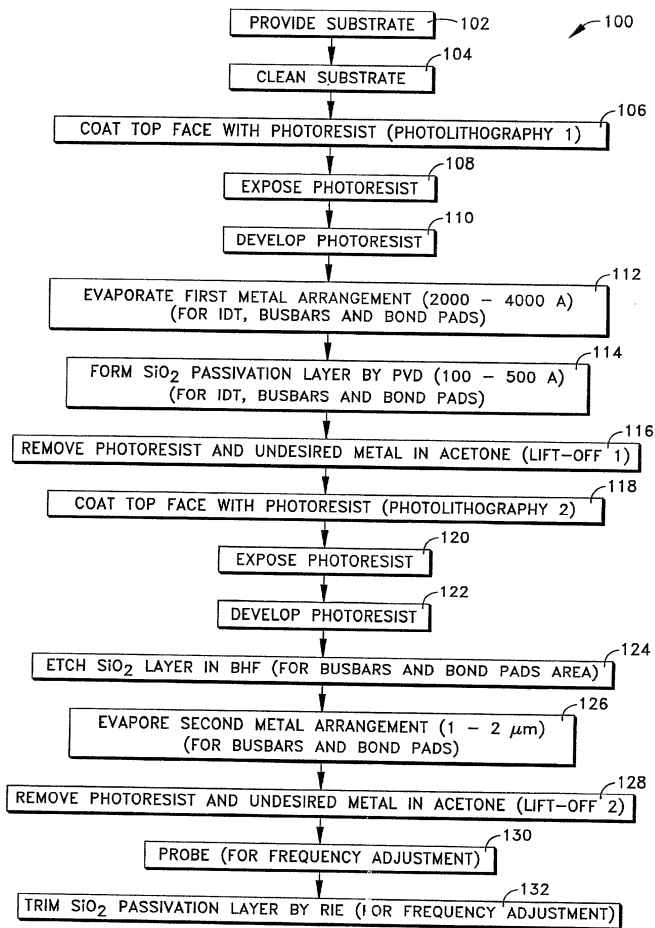 PROVIDE SUBSTRATE
102
100
CLEAN SUBSTRATE
104
COAT TOP FACE WITH PHOTORESIST (PHOTOLITHOGRAPHY 1)
106
EXPOSE PHOTORESIST
108
DEVELOP PHOTORESIST
110
EVAPORATE FIRST METAL ARRANGEMENT (2000 - 4000 A)
(FOR IDT, BUSBARS AND BOND PADS)
112
FORM SiO₂ PASSIVATION LAYER BY PVD (100 - 500 A)
(FOR IDT, BUSBARS AND BOND PADS)
114
REMOVE PHOTORESIST AND UNDESIRED METAL IN ACETONE (LIFT-OFF 1)
116
COAT TOP FACE WITH PHOTORESIST (PHOTOLITHOGRAPHY 2)
118
EXPOSE PHOTORESIST
120
DEVELOP PHOTORESIST
122
ETCH SiO₂ LAYER IN BHF (FOR BUSBARS AND BOND PADS AREA)
124
EVAPORE SECOND METAL ARRANGEMENT (1 - 2 μm)
(FOR BUSBARS AND BOND PADS)
126
REMOVE PHOTORESIST AND UNDESIRED METAL IN ACETONE (LIFT-OFF 2)
128
PROBE (FOR FREQUENCY ADJUSTMENT)
130
TRIM SiO₂ PASSIVATION LAYER BY RIE (FOR FREQUENCY ADJUSTMENT)
132